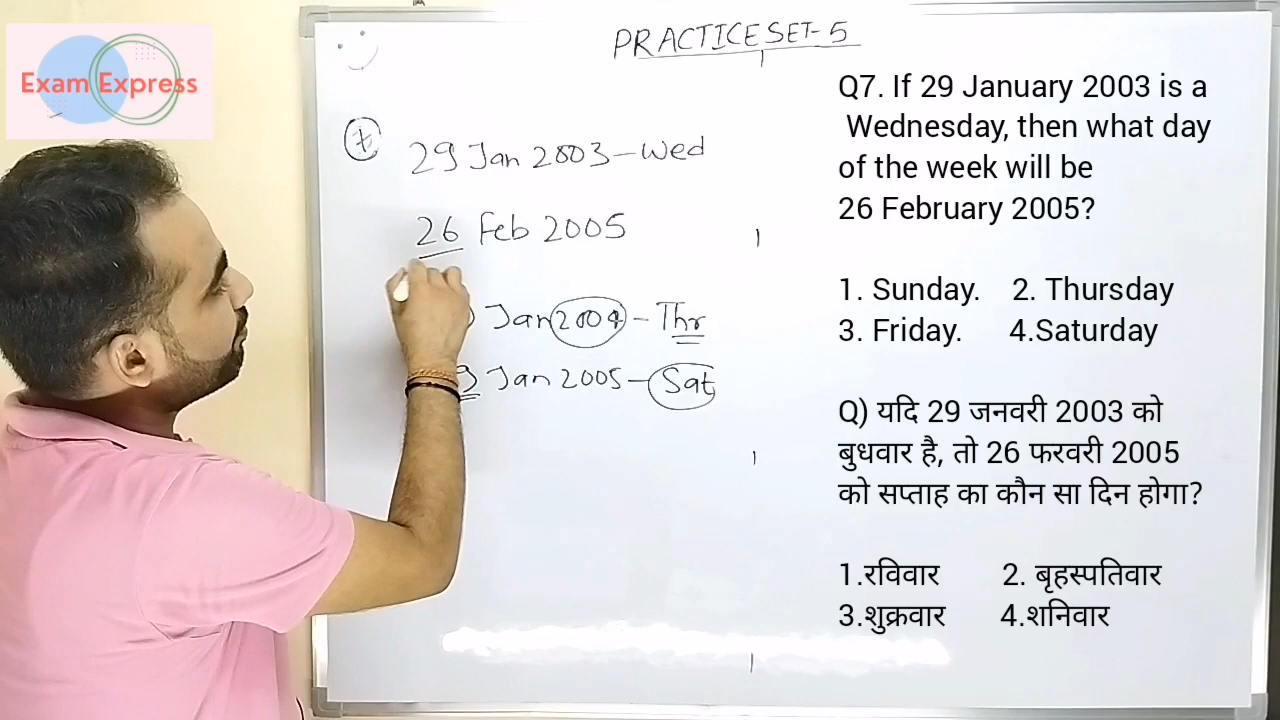 Exam Express
PRACTICE SET-5
7
29 Jan 2003-Wed
26 Feb 2005
Jan 2004-Thr
9 Jan 2005-Sat
Q7. If 29 January 2003 is a
Wednesday, then what day
of the week will be
26 February 2005?
1. Sunday. 2. Thursday
3. Friday. 4.Saturday
Q) यदि 29 जनवरी 2003 को
बुधवार है, तो 26 फरवरी 2005
को सप्ताह का कौन सा दिन होगा?
1.रविवार 2. बृहस्पतिवार
3.शुक्रवार 4.शनिवार